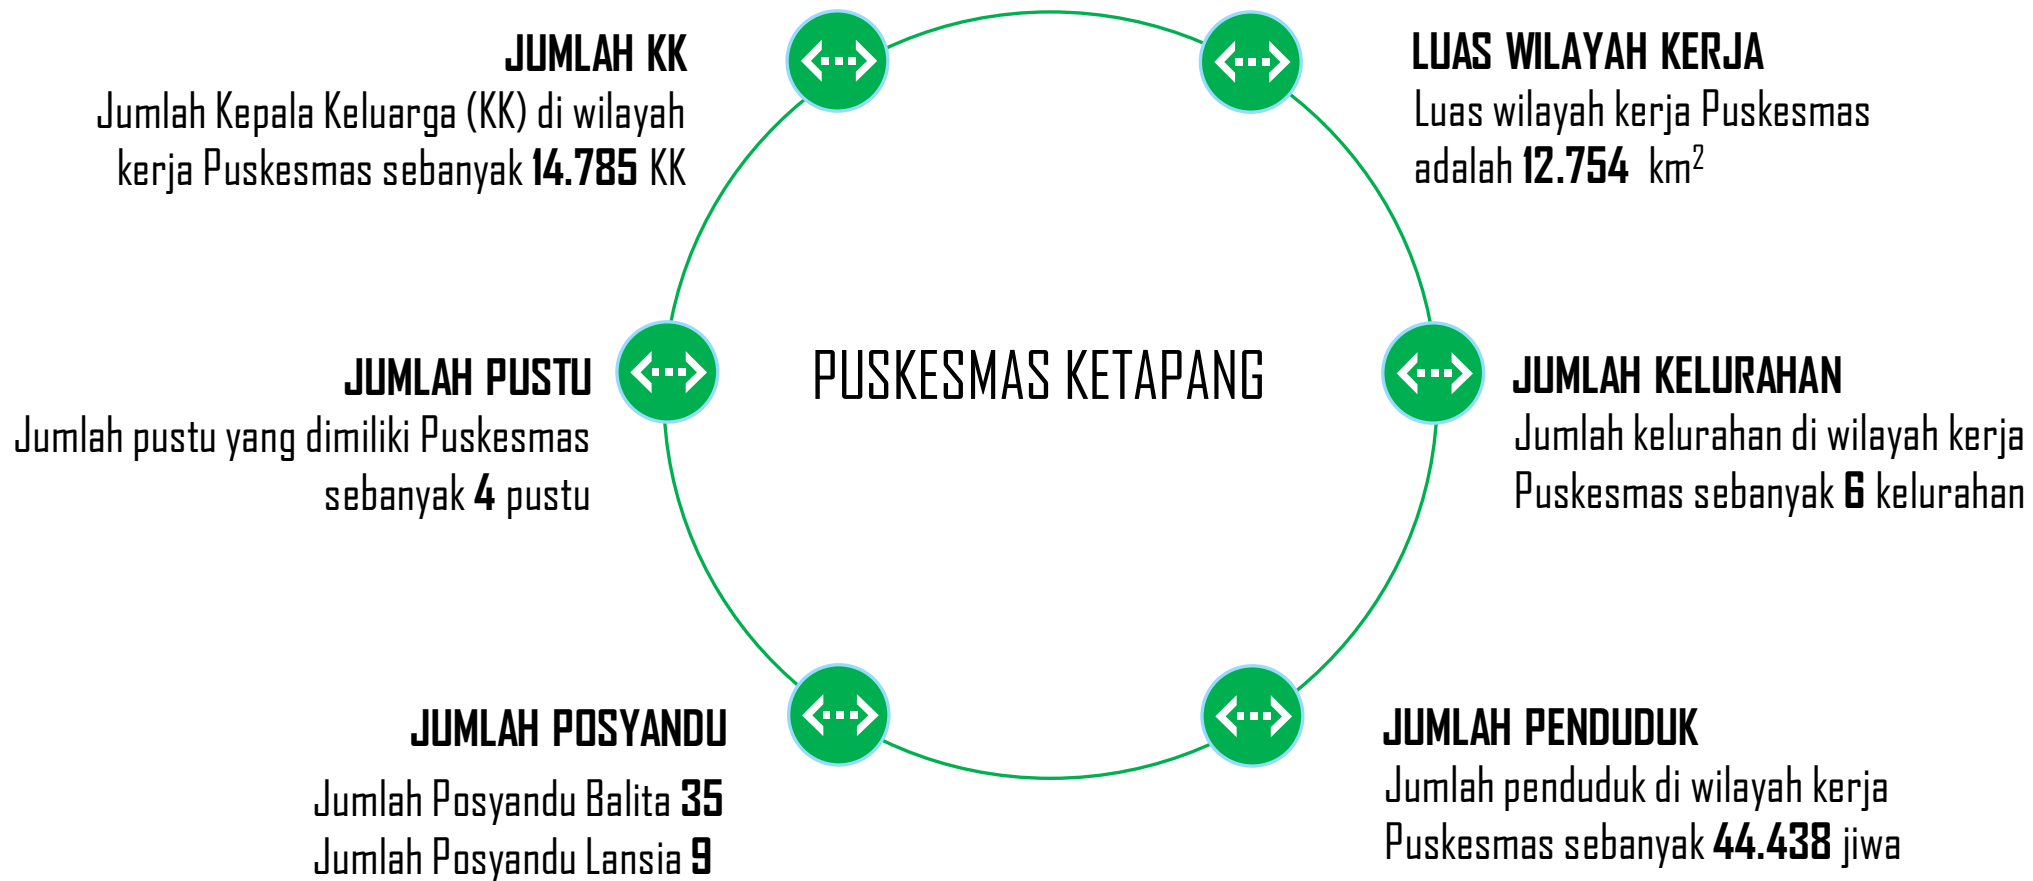 JUMLAH KK
Jumlah Kepala Keluarga (KK) di wilayah
kerja Puskesmas sebanyak 14.785 KK
LUAS WILAYAH KERJA
Luas wilayah kerja Puskesmas
adalah 12.754 km²
JUMLAH PUSTU
Jumlah pustu yang dimiliki Puskesmas
sebanyak 4 pustu
PUSKESMAS KETAPANG
JUMLAH KELURAHAN
Jumlah kelurahan di wilayah kerja
Puskesmas sebanyak 6 kelurahan
JUMLAH POSYANDU
Jumlah Posyandu Balita 35
Jumlah Posyandu Lansia 9
JUMLAH PENDUDUK
Jumlah penduduk di wilayah kerja
Puskesmas sebanyak 44.438 jiwa